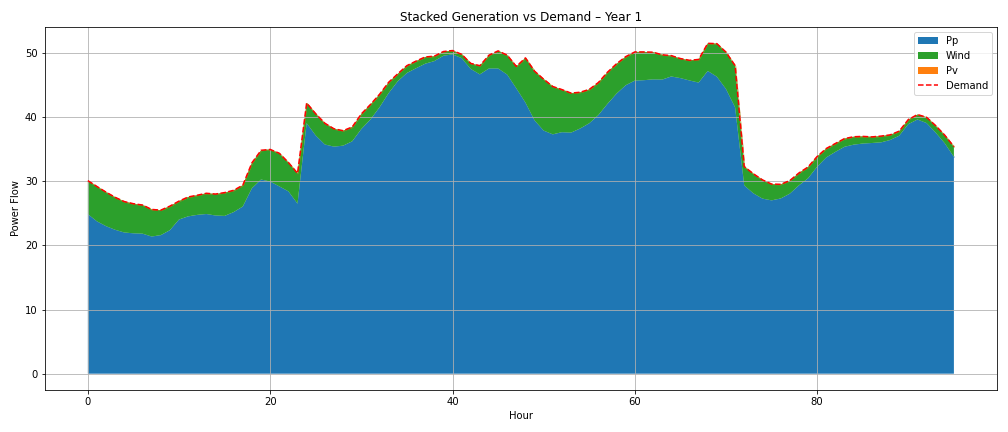 Stacked Generation vs Demand – Year 1
Pp
Wind
Pv
Demand
Power Flow
50
40
30
20
10
0
0 20 40 60 80
Hour